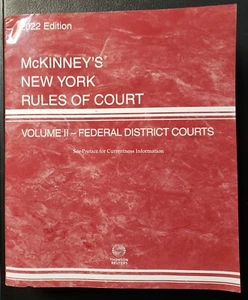 2022 Edition
McKINNEY'S
NEW YORK
RULES OF COURT
VOLUME II – FEDERAL DISTRICT COURTS
See Preface for Correctness Information
THOMSON
REUTERS